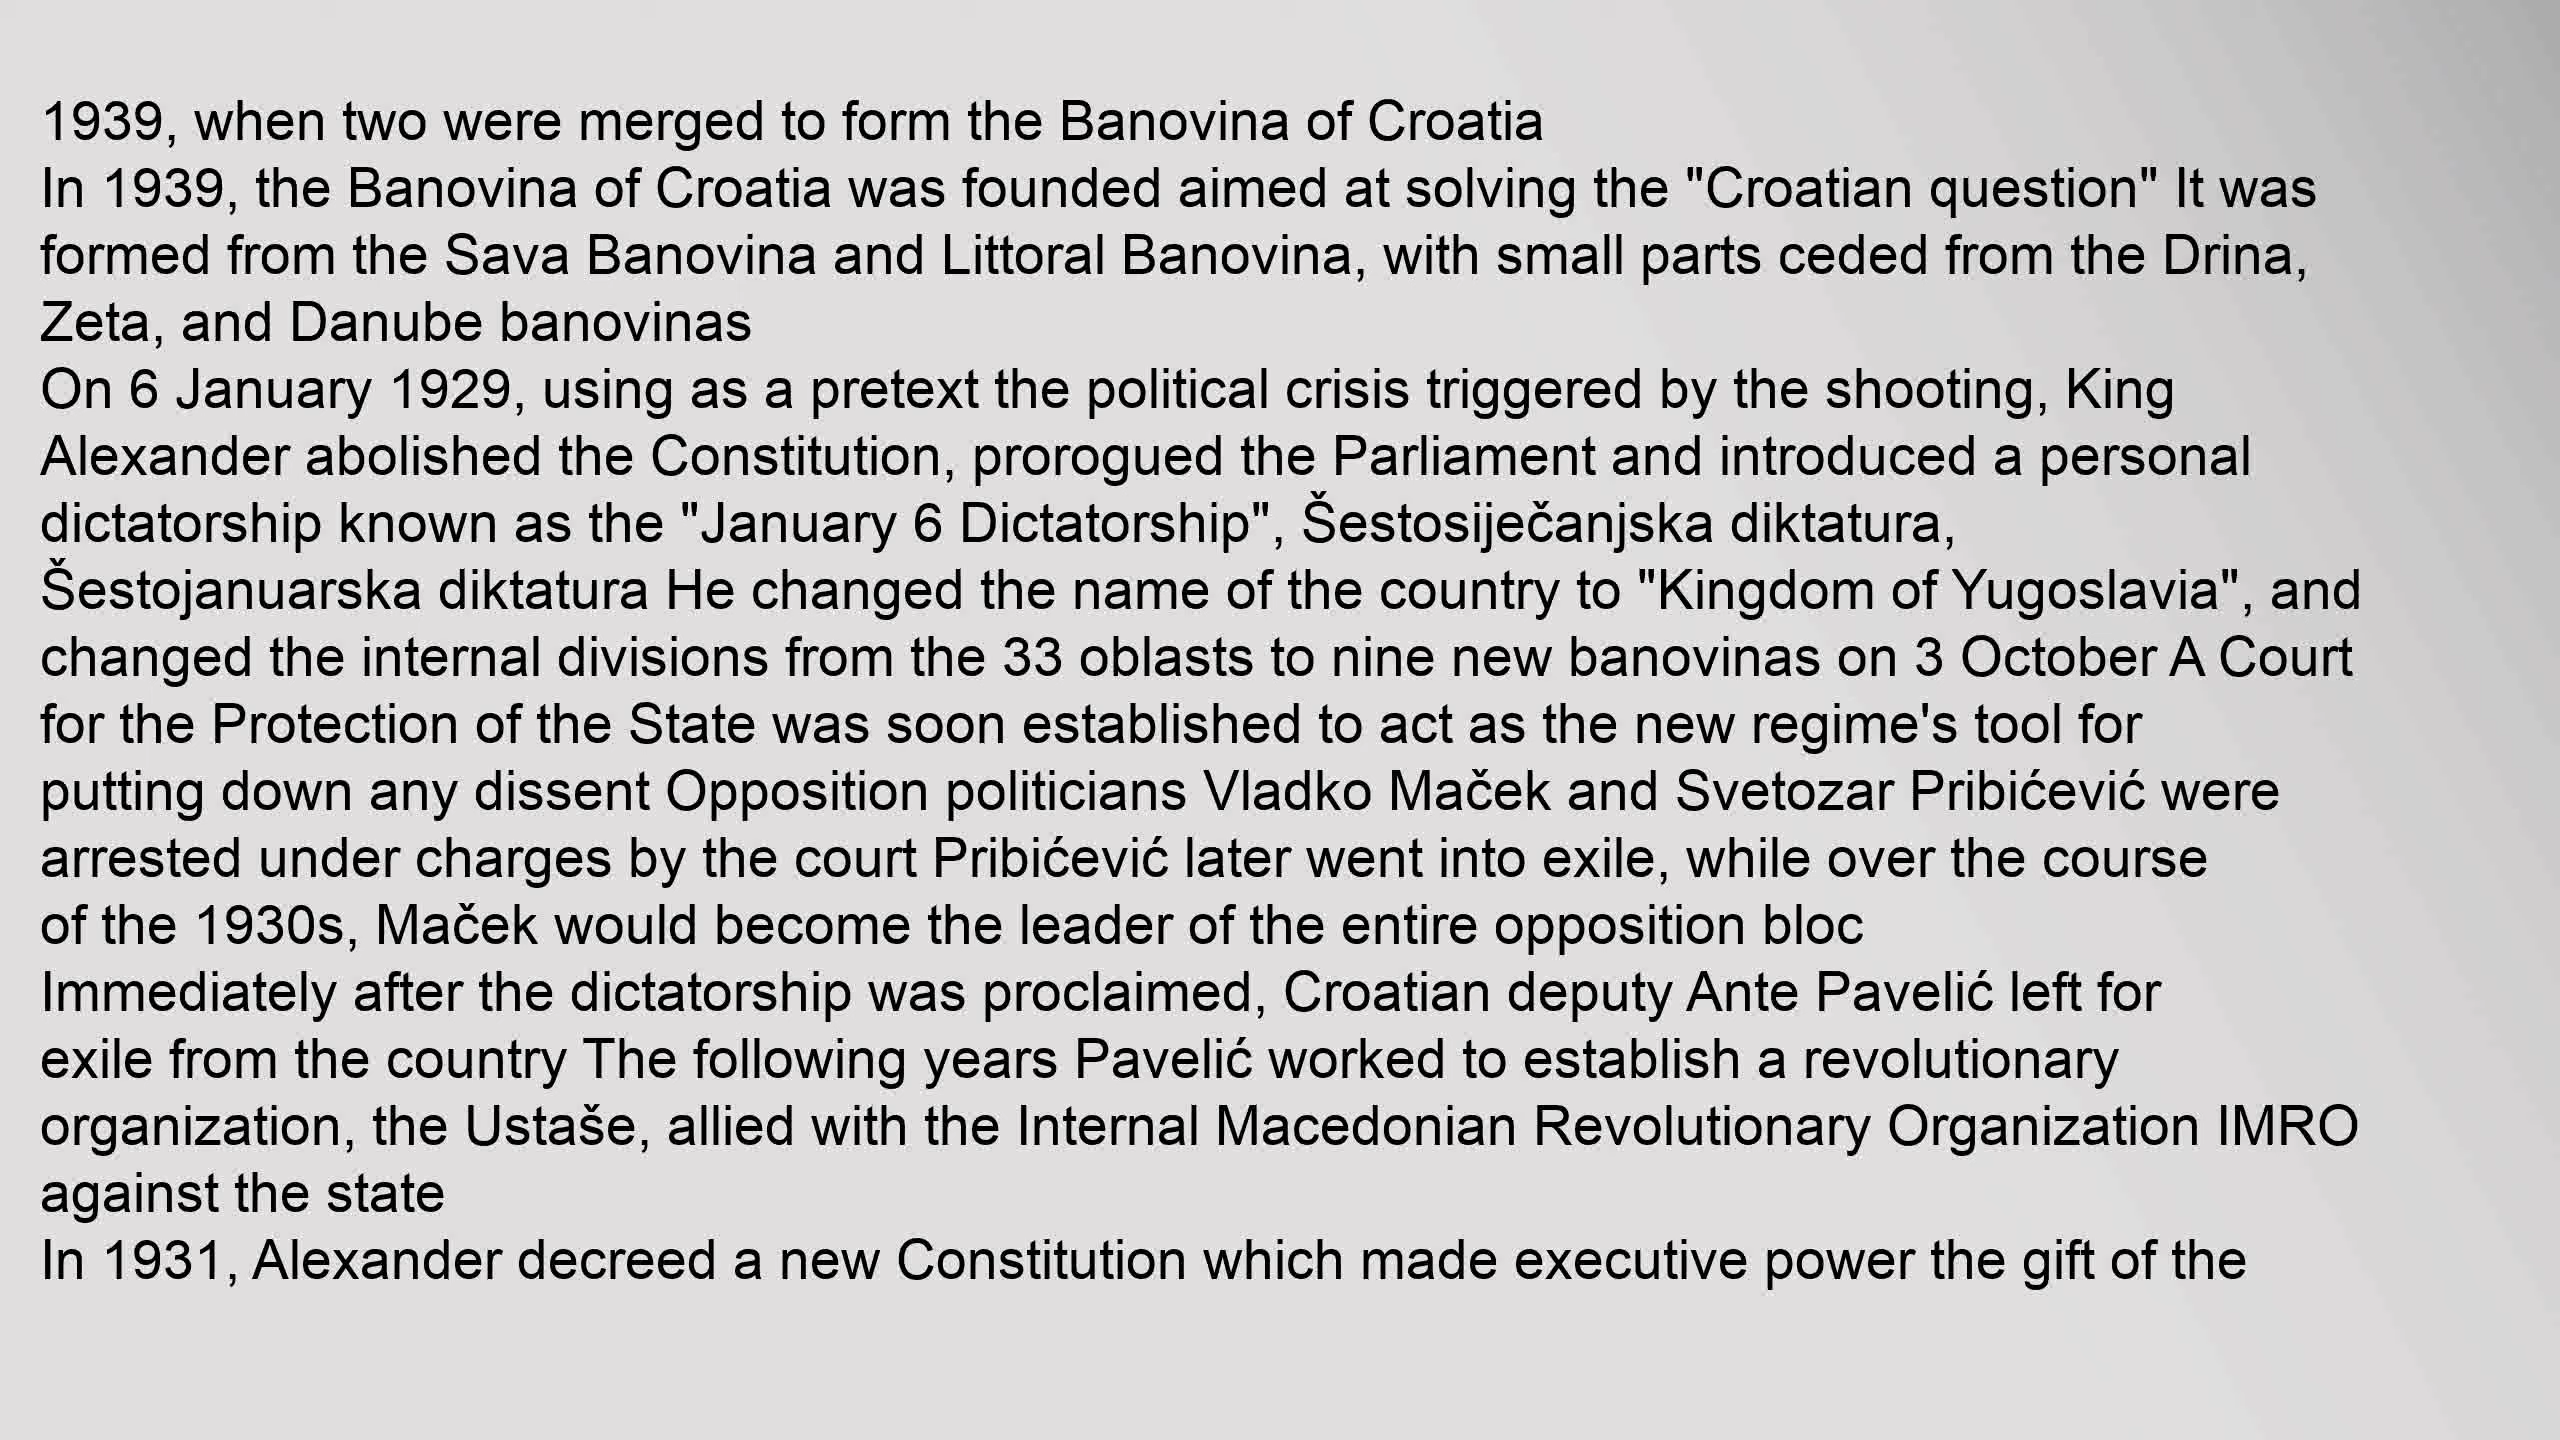 1939, when two were merged to form the Banovina of Croatia
In 1939, the Banovina of Croatia was founded aimed at solving the "Croatian question" It was
formed from the Sava Banovina and Littoral Banovina, with small parts ceded from the Drina,
Zeta, and Danube banovinas
On 6 January 1929, using as a pretext the political crisis triggered by the shooting, King
Alexander abolished the Constitution, prorogued the Parliament and introduced a personal
dictatorship known as the "January 6 Dictatorship", Šestosiječanjska diktatura,
Šestojanuarska diktatura He changed the name of the country to "Kingdom of Yugoslavia", and
changed the internal divisions from the 33 oblasts to nine new banovinas on 3 October A Court
for the Protection of the State was soon established to act as the new regime's tool for
putting down any dissent Opposition politicians Vladko Maček and Svetozar Pribićević were
arrested under charges by the court Pribićević later went into exile, while over the course
of the 1930s, Maček would become the leader of the entire opposition bloc
Immediately after the dictatorship was proclaimed, Croatian deputy Ante Pavelić left for
exile from the country The following years Pavelić worked to establish a revolutionary
organization, the Ustaše, allied with the Internal Macedonian Revolutionary Organization IMRO
against the state
In 1931, Alexander decreed a new Constitution which made executive power the gift of the